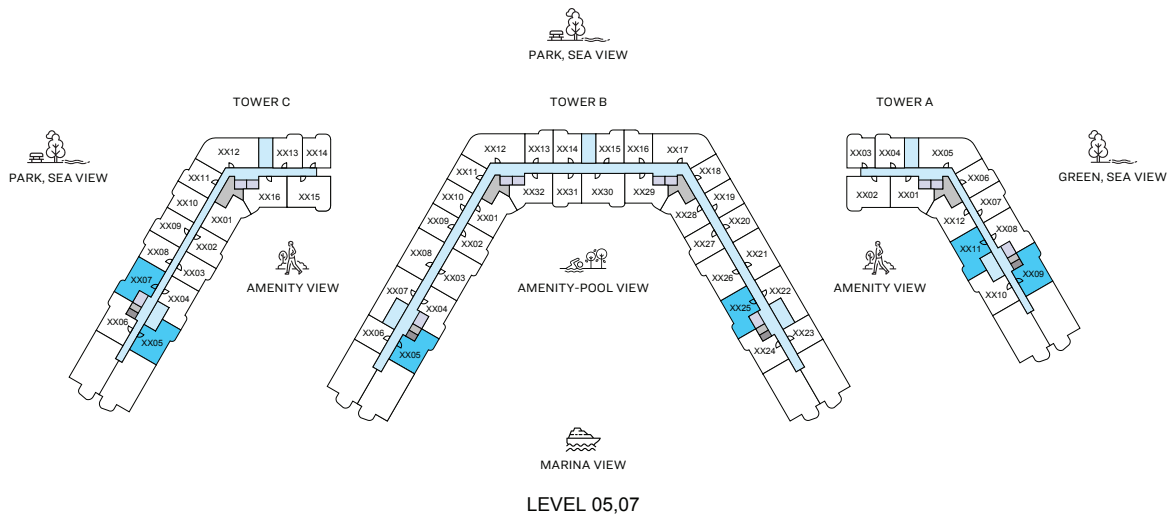 PARK, SEA VIEW
TOWER C
TOWER B
TOWER A
PARK, SEA VIEW
GREEN, SEA VIEW
XX12
XX13
XX14
XX11
XX10
XX09
XX08
XX07
XX06
XX05
XX04
XX03
XX02
XX01
XX16
XX15
AMENITY VIEW
XX12
XX13
XX14
XX15
XX16
XX17
XX11
XX10
XX09
XX08
XX07
XX06
XX05
XX04
XX03
XX02
XX01
XX32
XX31
XX30
XX29
XX28
XX27
XX26
XX25
XX24
XX23
XX22
XX21
XX20
XX19
XX18
AMENITY-POOL VIEW
AMENITY VIEW
XX03
XX04
XX05
XX02
XX01
XX06
XX07
XX08
XX09
XX10
XX11
XX12
MARINA VIEW
LEVEL 05,07